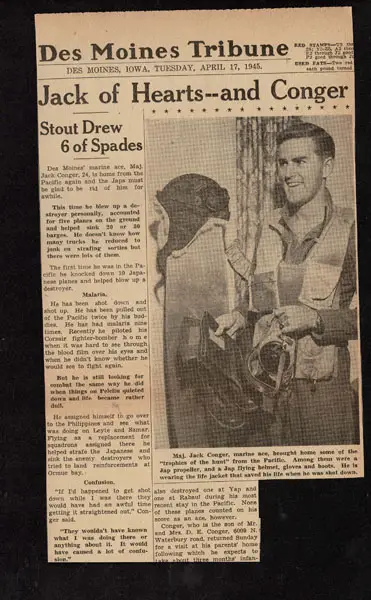 Des Moines Tribune
DES MOINES, IOWA, TUESDAY, APRIL 17, 1945.
RED STAMPS—
USED FATS—Two red
each pound turned
Jack of Hearts--and Conger
Stout Drew
6 of Spades
Des Moines' marine ace, Maj.
Jack Conger, 24, is home from the
Pacific again and the Japs must
be glad to be rid of him for
awhile.
This time he blew up a de-
stroyer personally, accounted
for five planes on the ground
and helped sink 20 or 30
barges. He doesn't know how
many trucks he reduced to
junk on strafing sorties but
there were lots of them.
The first time he was in the Pa-
cific he knocked down 10 Japa-
nese planes and helped blow up a
destroyer.
Malaria.
He has been shot down and
shot up. He has been pulled out
of the Pacific twice by his bud-
dies. He has had malaria nine
times. Recently he piloted his
Corsair fighter-bomber home
when it was hard to see through
the blood film over his eyes and
when he didn't know whether he
would see to fight again.
But he is still looking for
combat the same way he did
when things on Peleliu quieted
down and life became rather
dull.
He assigned himself to go over
to the Philippines and see what
was doing on Leyte and Samar.
Flying as a replacement for
squadrons assigned there he
helped strafe the Japanese and
sink the enemy destroyers who
tried to land reinforcements at
Ormoc bay.
Confusion.
"If I'd happened to get shot
down while I was there they
would have had an awful time
getting it straightened out," Con-
ger said.
"They wouldn't have known
what I was doing there or
anything about it. It would
have caused a lot of confu-
sion."
Maj. Jack Conger, marine ace, brought home some of the
"trophies of the hunt" from the Pacific. Among them were a
Jap propeller, and a Jap flying helmet, gloves and boots. He is
wearing the life jacket that saved his life when he was shot down.
also destroyed one at Yap and
one at Rabaul during his most
recent stay in the Pacific. None
of these planes counted on his
score as an ace, however.
Conger, who is the son of Mr.
and Mrs. D. E. Conger, 6009 N.
Waterbury road, returned Sunday
for a visit at his parents' home
following which he expects to
take about three months' infan-